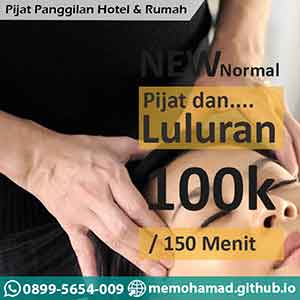 Pijat Panggilan Hotel & Rumah
NEW Normal
Pijat dan....
Luluran
100k
/ 150 Menit
0899-5654-009 memohamad.github.Io